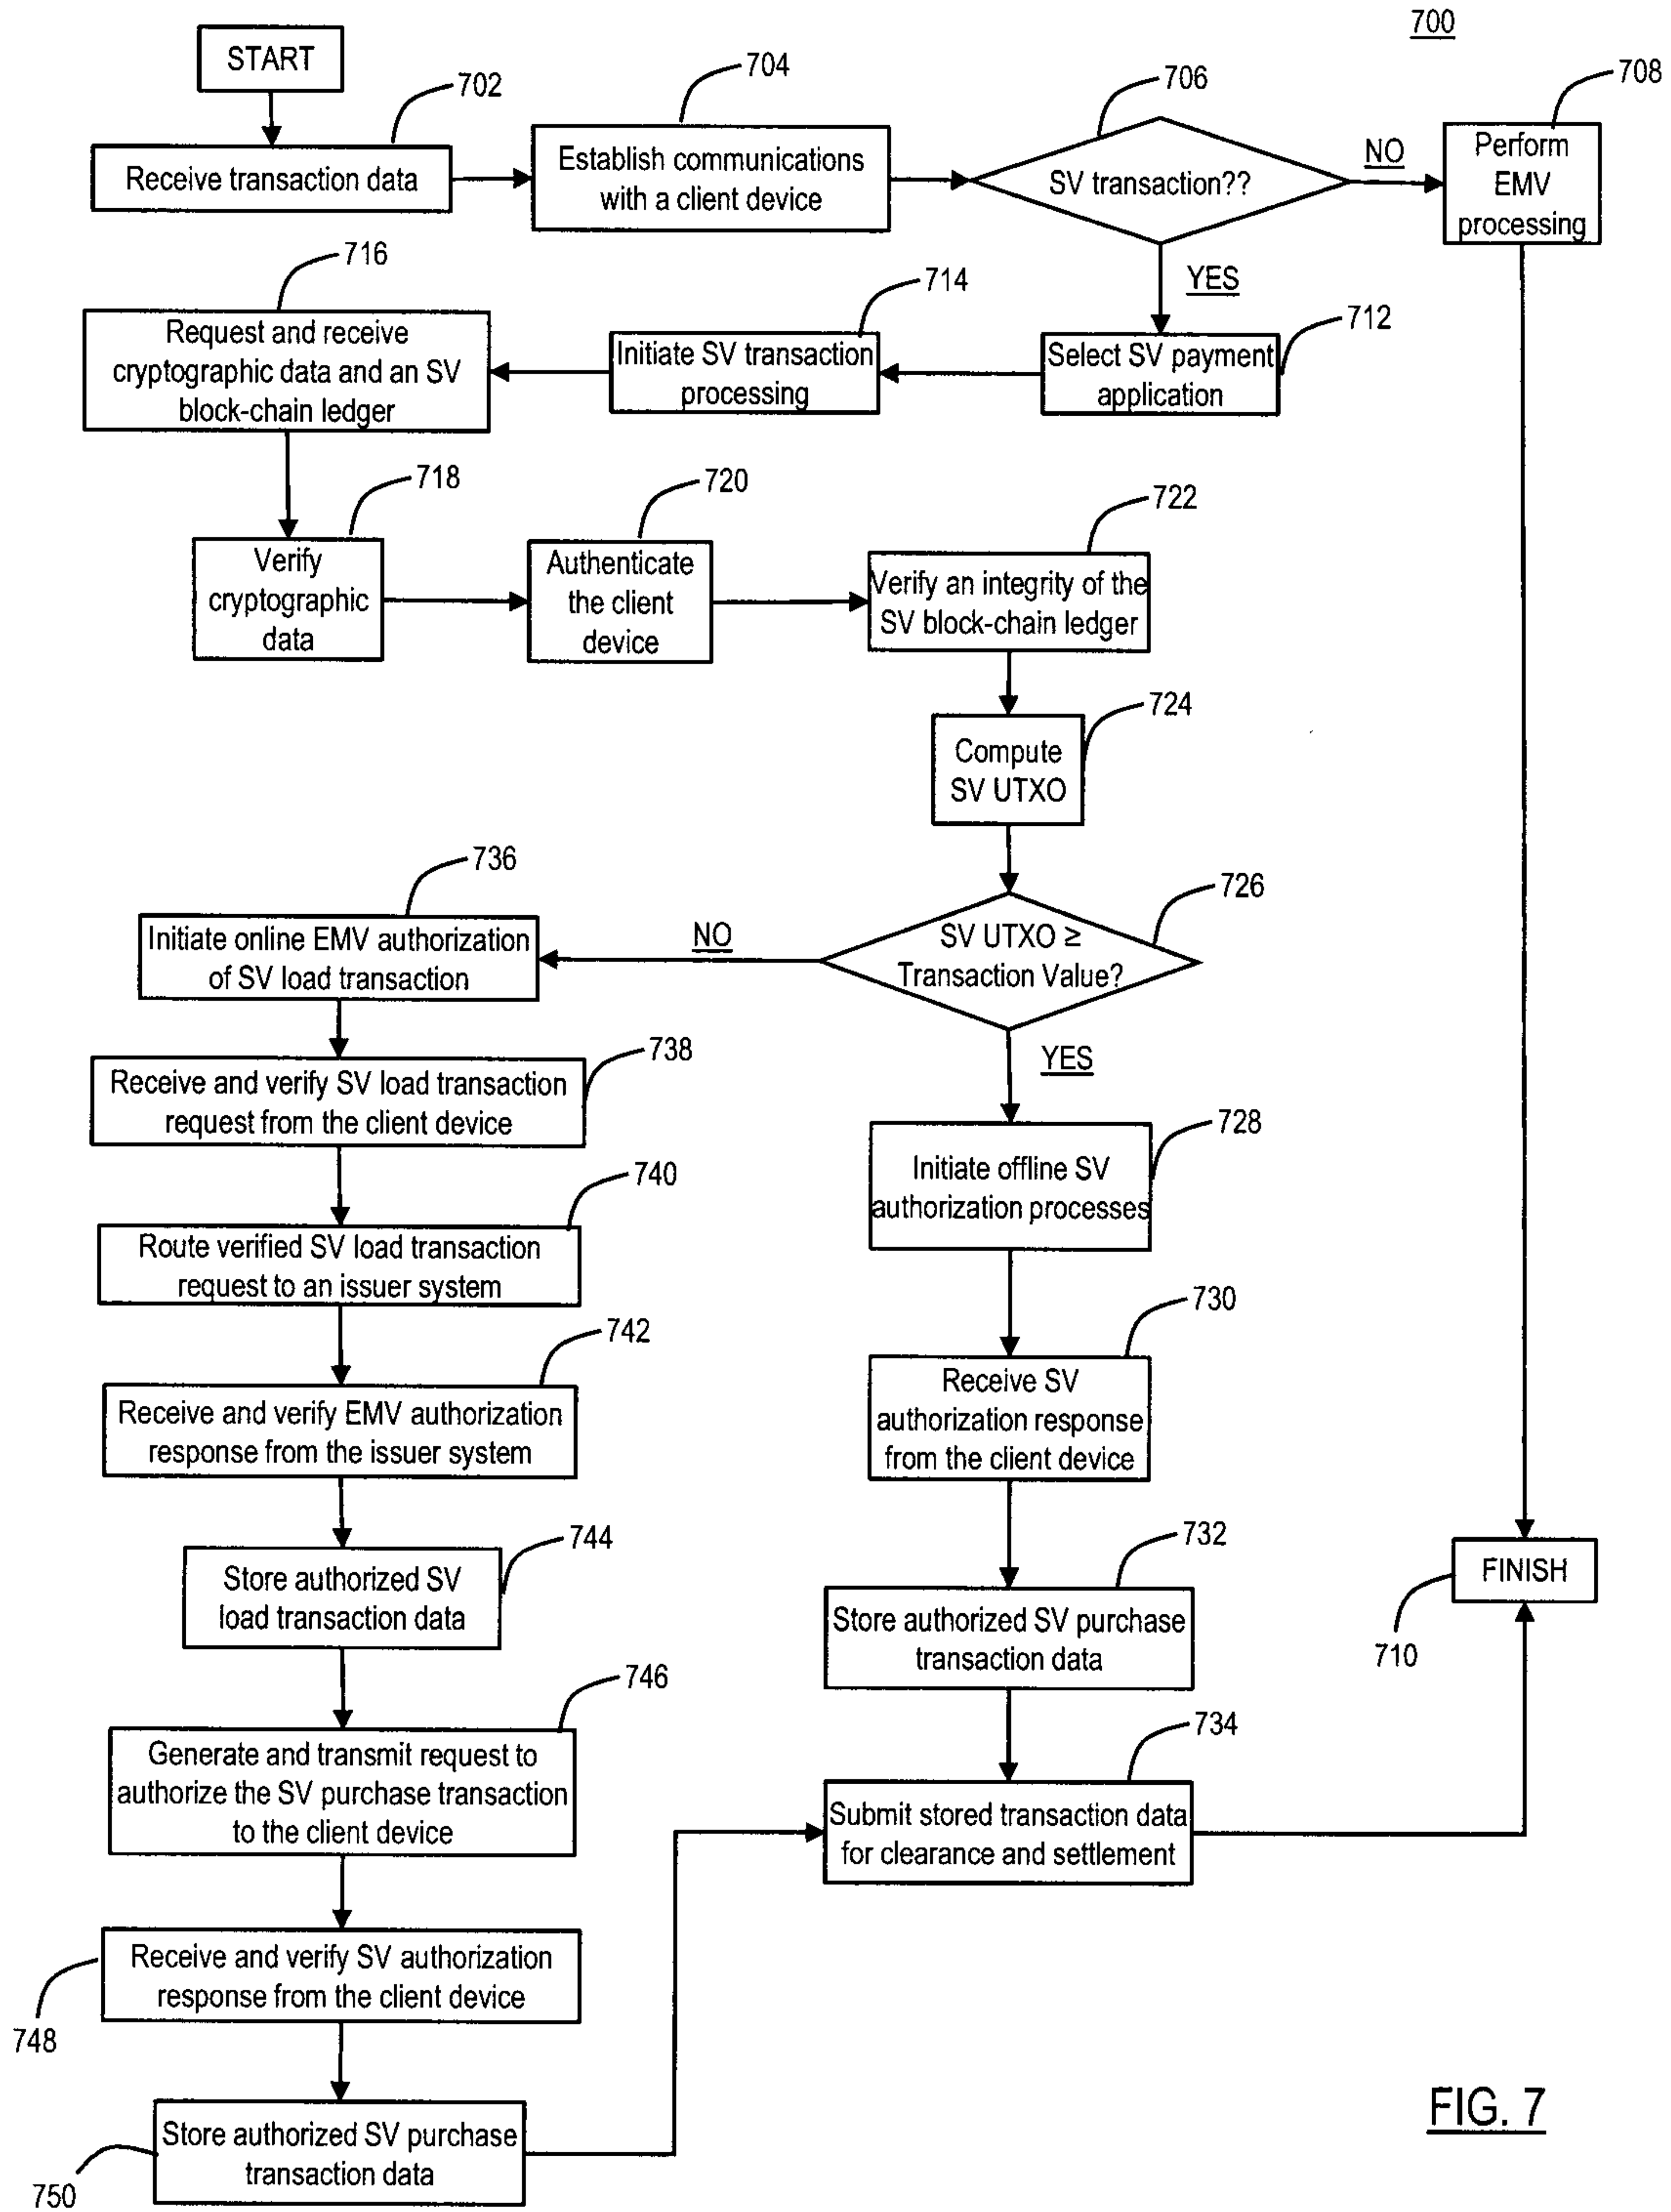 700
START
702
704
706
708
Receive transaction data
Establish communications
with a client device
SV transaction??
NO
Perform
EMV
processing
YES
716
714
712
Request and receive
cryptographic data and an SV
block-chain ledger
Initiate SV transaction
processing
Select SV payment
application
718
720
722
Verify
cryptographic
data
Authenticate
the client
device
Verify an integrity of the
SV block-chain ledger
724
Compute
SV UTXO
736
726
Initiate online EMV authorization
of SV load transaction
NO
SV UTXO ≥
Transaction Value?
YES
738
Receive and verify SV load transaction
request from the client device
728
Initiate offline SV
authorization processes
740
Route verified SV load transaction
request to an issuer system
730
742
Receive SV
authorization response
from the client device
Receive and verify EMV authorization
response from the issuer system
744
732
FINISH
710
Store authorized SV
load transaction data
Store authorized SV purchase
transaction data
746
734
Generate and transmit request to
authorize the SV purchase transaction
to the client device
Submit stored transaction data
for clearance and settlement
Receive and verify SV authorization
response from the client device
748
Store authorized SV purchase
transaction data
750
FIG. 7